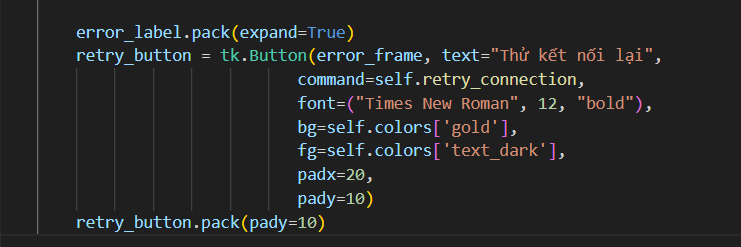 error_label.pack(expand=True)
retry_button = tk.Button(error_frame, text="Thử kết nối lại",
command=self.retry_connection,
font=("Times New Roman", 12, "bold"),
bg=self.colors['gold'],
fg=self.colors['text_dark'],
padx=20,
pady=10)
retry_button.pack(pady=10)